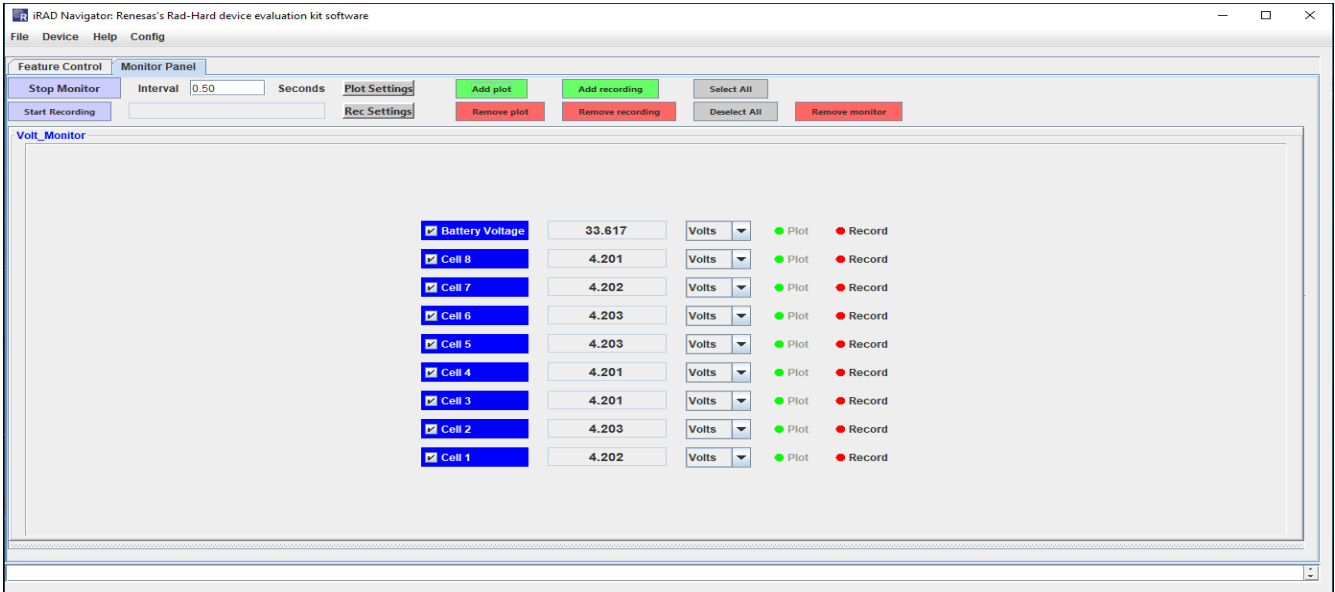 iRAD Navigator: Renesas's Rad-Hard device evaluation kit software
File Device Help Config
Feature Control Monitor Panel
Stop Monitor Interval 0.50 Seconds Plot Settings Add plot Add recording Select All
Start Recording Rec Settings Remove plot Remove recording Deselect All Remove monitor
Volt_Monitor
Battery Voltage 33.617 Volts Plot Record
Cell 8 4.201 Volts Plot Record
Cell 7 4.202 Volts Plot Record
Cell 6 4.203 Volts Plot Record
Cell 5 4.203 Volts Plot Record
Cell 4 4.201 Volts Plot Record
Cell 3 4.201 Volts Plot Record
Cell 2 4.203 Volts Plot Record
Cell 1 4.202 Volts Plot Record